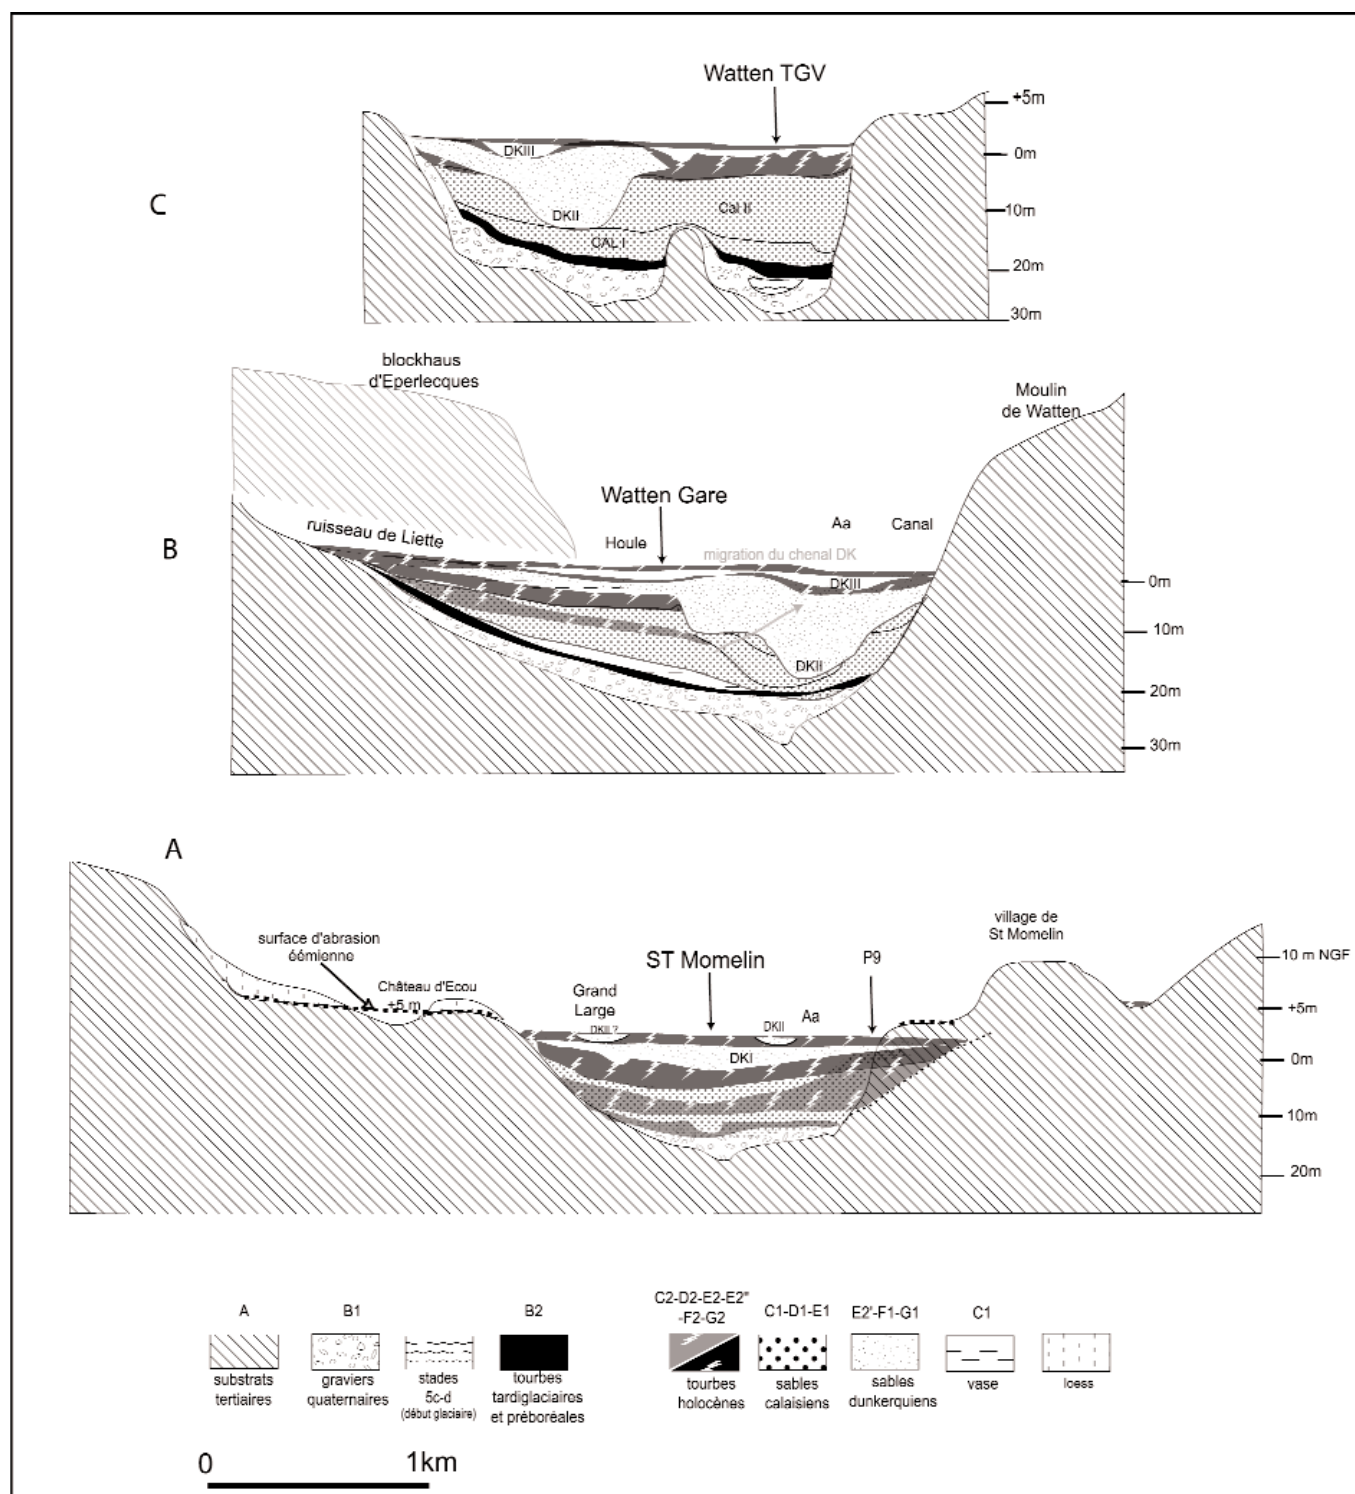 Watten TGV
+5m
DKIII
0m
C
DKII
Cal II
10m
CAL I
20m
30m
blockhaus
d'Eperlecques
Moulin
de Watten
Watten Gare
B
ruisseau de Liette
Houle
Aa
Canal
migration du chenal DK
DKIII
0m
10m
DKII
20m
30m
A
surface d'abrasion
éémienne
Château d'Ecou
+5 m
ST Momelin
P9
village de
St Momelin
10 m NGF
Grand
Large
DKII ?
DKII
Aa
+5m
DKI
0m
10m
20m
A
substrats
tertiaires
B1
graviers
quaternaires
stades
5c-d
(début glaciaire)
B2
tourbes
tardiglaciaires
et préboréales
C2-D2-E2-E2"
-F2-G2
tourbes
holocènes
C1-D1-E1
sables
calaisiens
E2'-F1-G1
sables
dunkerquiens
C1
vase
loess
0
1km